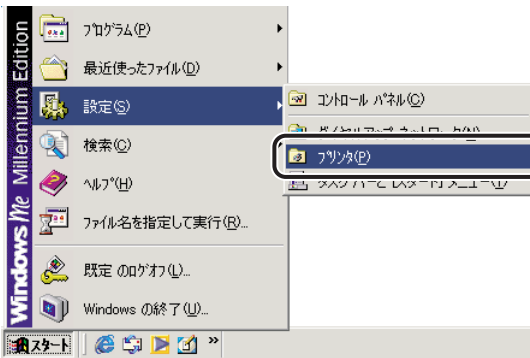 Windows Me Millennium Edition
ﾌﾟﾛｸﾞﾗﾑ(P)
最近使ったﾌｧｲﾙ(D)
設定(S)
検索(C)
ﾍﾙﾌﾟ(H)
ﾌｧｲﾙ名を指定して実行(R)...
既定 のﾛｸﾞｵﾌ(L)...
Windows の終了(U)...
ｺﾝﾄﾛｰﾙ ﾊﾟﾈﾙ(C)
ﾌﾟﾘﾝﾀ(P)
ｽﾀｰﾄ
»